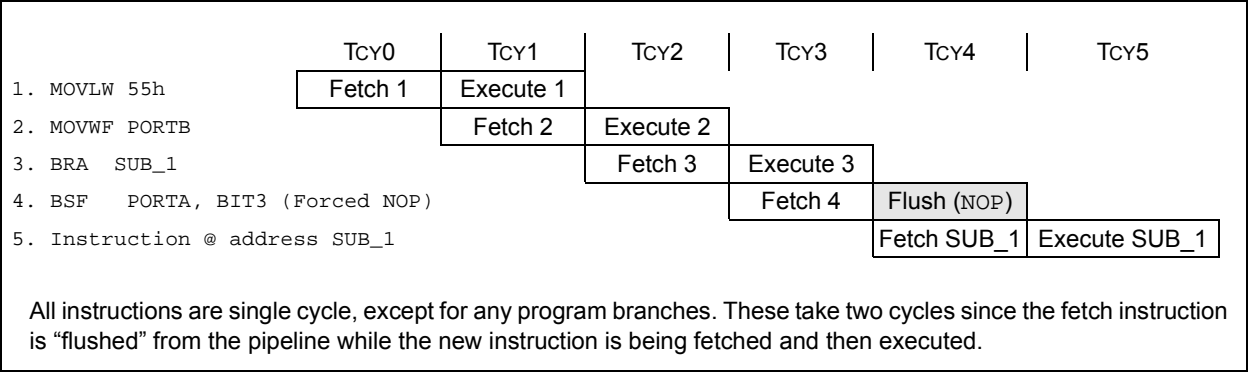 TCY0 TCY1 TCY2 TCY3 TCY4 TCY5
1. MOVLW 55h Fetch 1 Execute 1
2. MOVWF PORTB Fetch 2 Execute 2
3. BRA SUB_1 Fetch 3 Execute 3
4. BSF PORTA, BIT3 (Forced NOP) Fetch 4 Flush (NOP)
5. Instruction @ address SUB_1 Fetch SUB_1 Execute SUB_1
All instructions are single cycle, except for any program branches. These take two cycles since the fetch instruction
is “flushed” from the pipeline while the new instruction is being fetched and then executed.